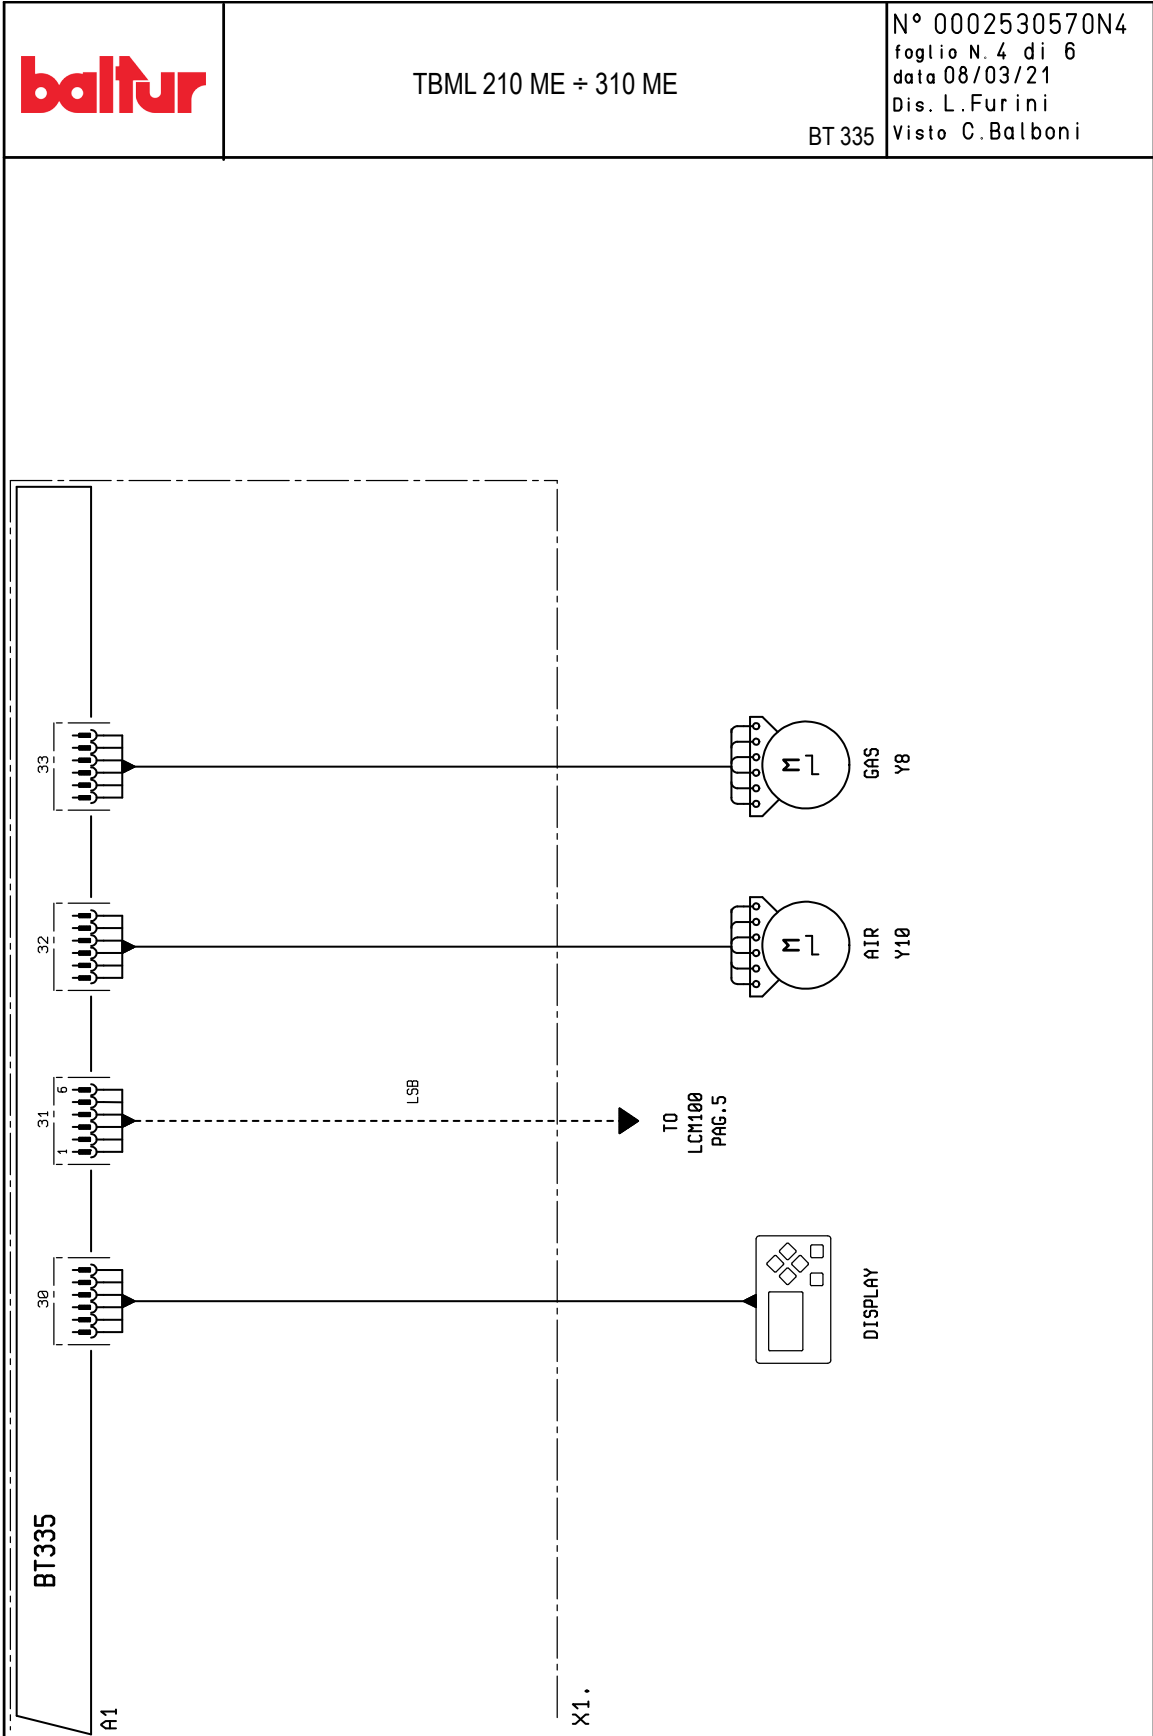 baltur
TBML 210 ME ÷ 310 ME
BT 335
N° 0002530570N4
foglio N. 4 di 6
data 08/03/21
Dis. L.Furini
Visto C.Balboni
33
M
GAS
Y8
32
M
AIR
Y10
31
6
1
LSB
TO
LCM100
PAG.5
30
DISPLAY
BT335
A1
X1.